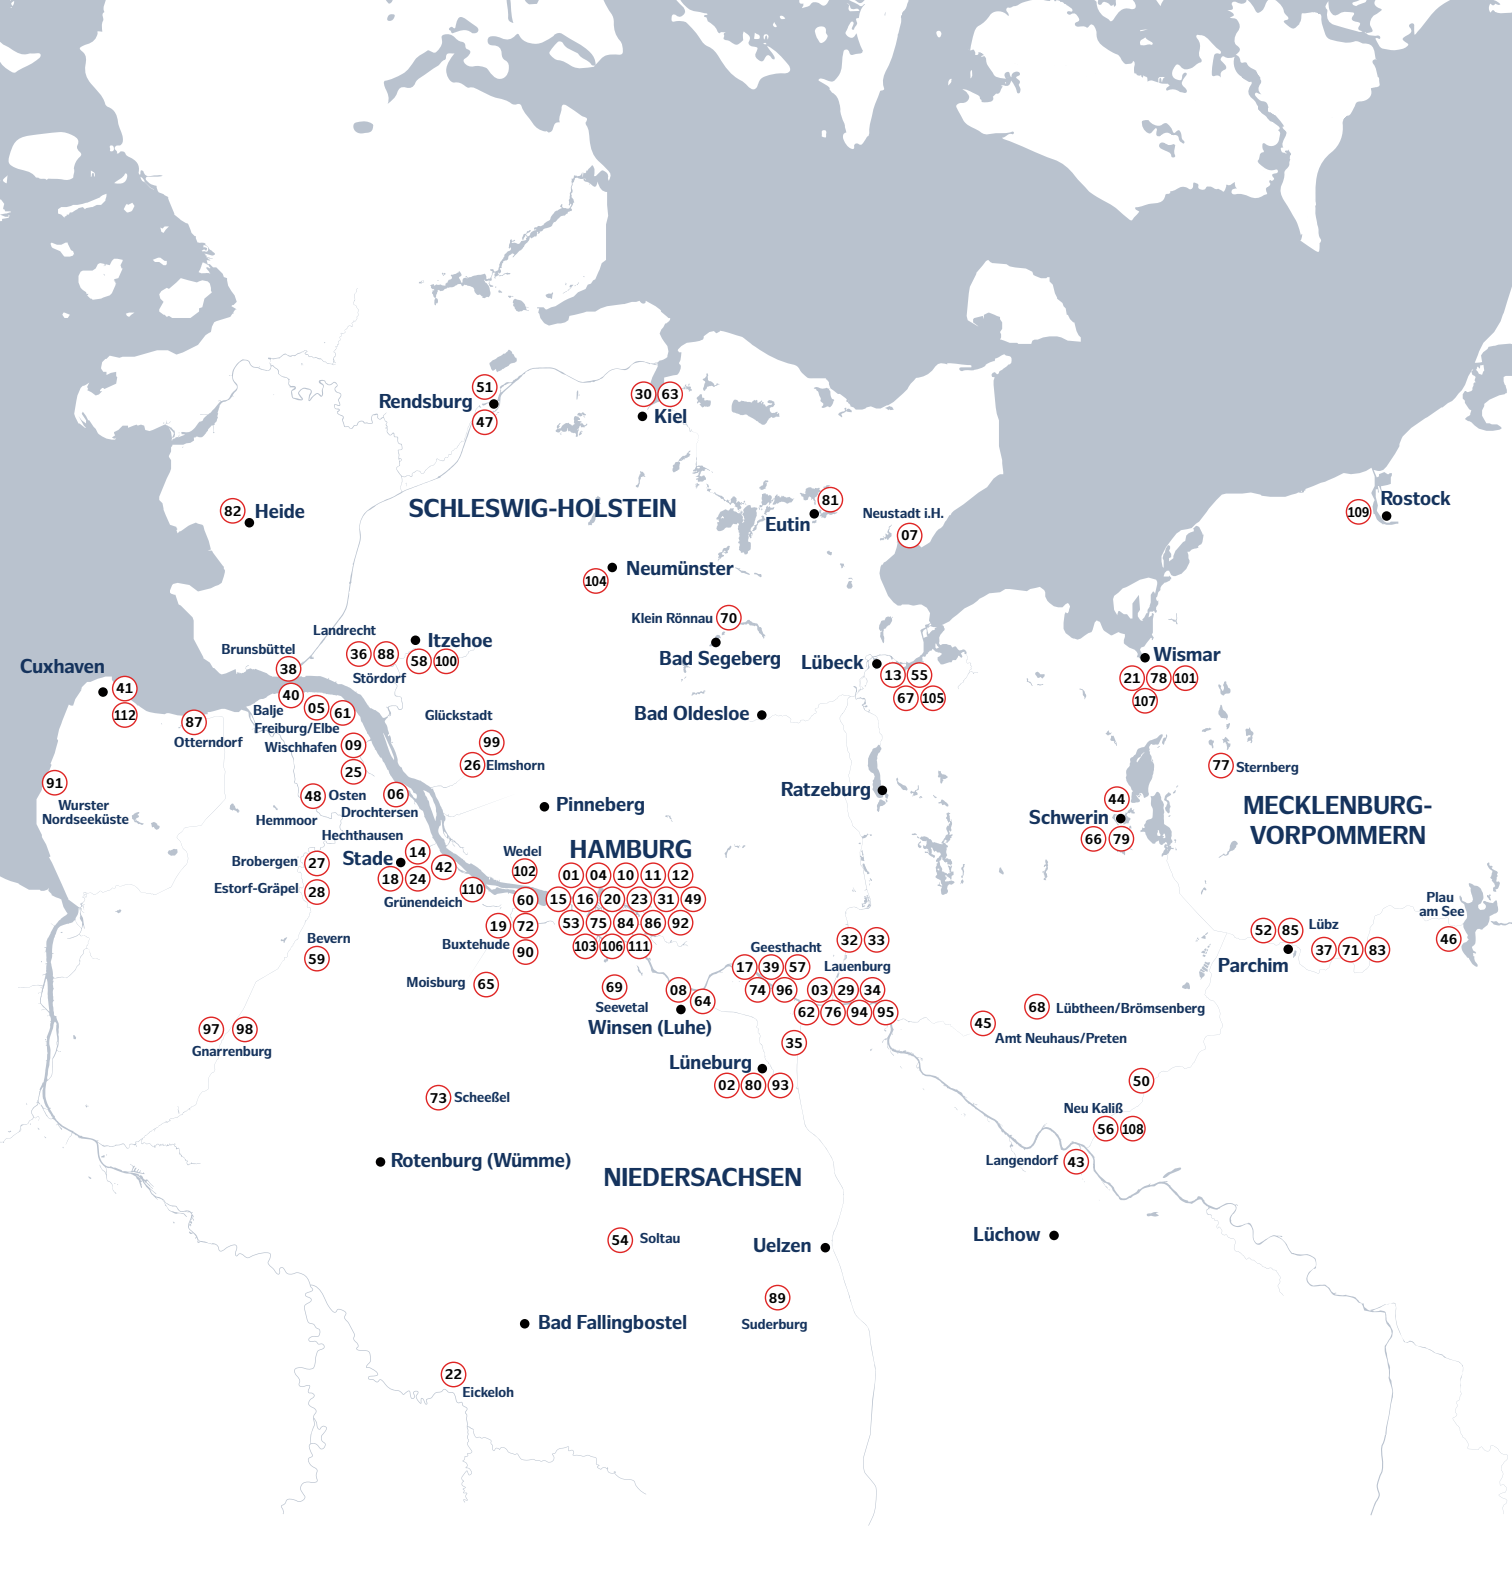 51
Rendsburg
47
30 63
Kiel
82
Heide
SCHLESWIG-HOLSTEIN
81
Eutin
Neustadt i.H.
07
Rostock
109
Neumünster
104
Klein Rönnau 70
Bad Segeberg
Landrecht
36 88
Stördorf
Itzehoe
58 100
Brunsbüttel
38
Cuxhaven
41
112
Lübeck
13 55
67 105
Wismar
21 78 101
107
40
Balje
05 61
Freiburg/Elbe
87
Otterndorf
Wischhafen 09
25
Glückstadt
99
26 Elmshorn
Bad Oldesloe
77 Sternberg
91
Wurster
Nordseeküste
48 Osten
Hemmoor
06
Drochtersen
Pinneberg
Ratzeburg
44
Schwerin
66 79
MECKLENBURG-
VORPOMMERN
Hechthausen
Stade 14
18 24
42
Grünendeich
110
Brobergen 27
Estorf-Gräpel 28
Wedel
102
HAMBURG
01 04 10 11 12
60 15 16 20 23 31 49
53 75 84 86 92
103 106 111
19 72
Buxtehude
90
Bevern
59
Moisburg 65
69
Seevetal
08
64
Winsen (Luhe)
32 33
Geesthacht
17 39 57
74 96
Lauenburg
03 29 34
62 76 94 95
35
Plau
am See
46
52 85
Parchim
Lübz
37 71 83
97 98
Gnarrenburg
45
Amt Neuhaus/Preten
68 Lübtheen/Brömsenberg
Lüneburg
02 80 93
50
73 Scheeßel
Neu Kaliß
56 108
Langendorf 43
Rotenburg (Wümme)
NIEDERSACHSEN
54 Soltau
Uelzen
Lüchow
89
Suderburg
Bad Fallingbostel
22
Eickeloh